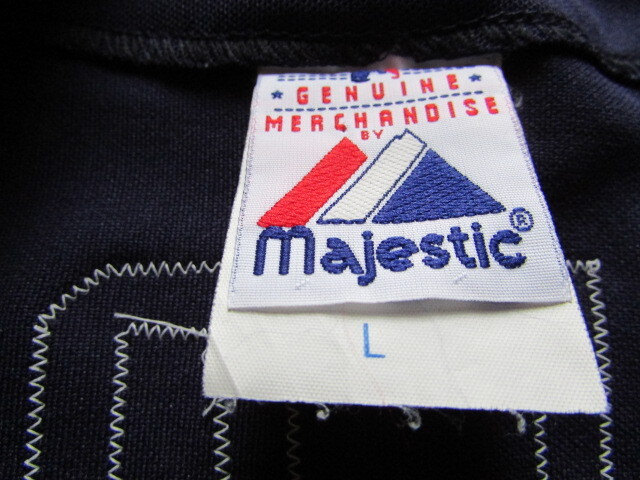 ★ GENUINE ★
MERCHANDISE
BY
majestic®
L